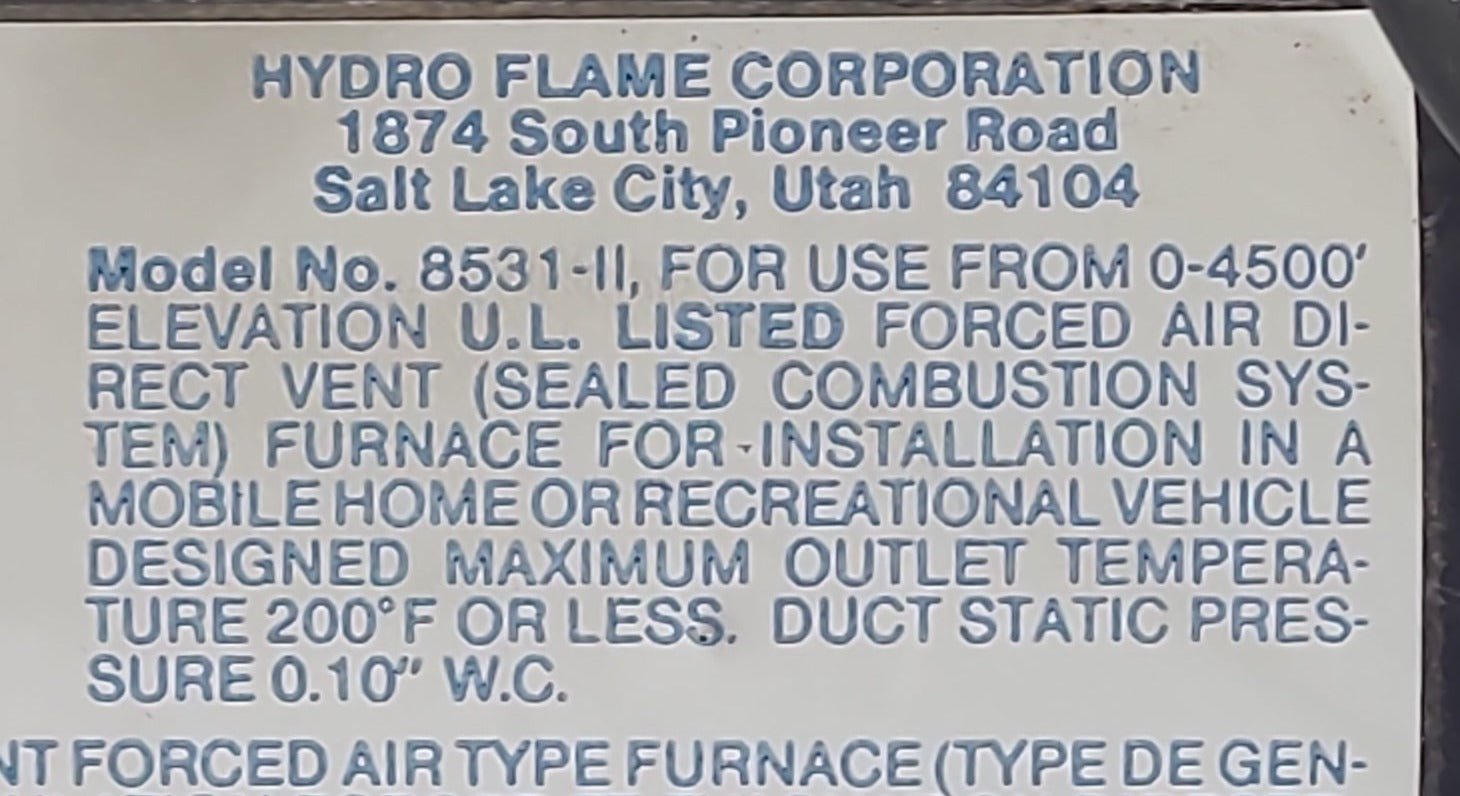 HYDRO FLAME CORPORATION
1874 South Pioneer Road
Salt Lake City, Utah 84104
Model No. 8531-II, FOR USE FROM 0-4500'
ELEVATION U.L. LISTED FORCED AIR DI-
RECT VENT (SEALED COMBUSTION SYS-
TEM) FURNACE FOR INSTALLATION IN A
MOBILE HOME OR RECREATIONAL VEHICLE
DESIGNED MAXIMUM OUTLET TEMPERA-
TURE 200°F OR LESS. DUCT STATIC PRES-
SURE 0.10" W.C.
NT FORCED AIR TYPE FURNACE (TYPE DE GEN-